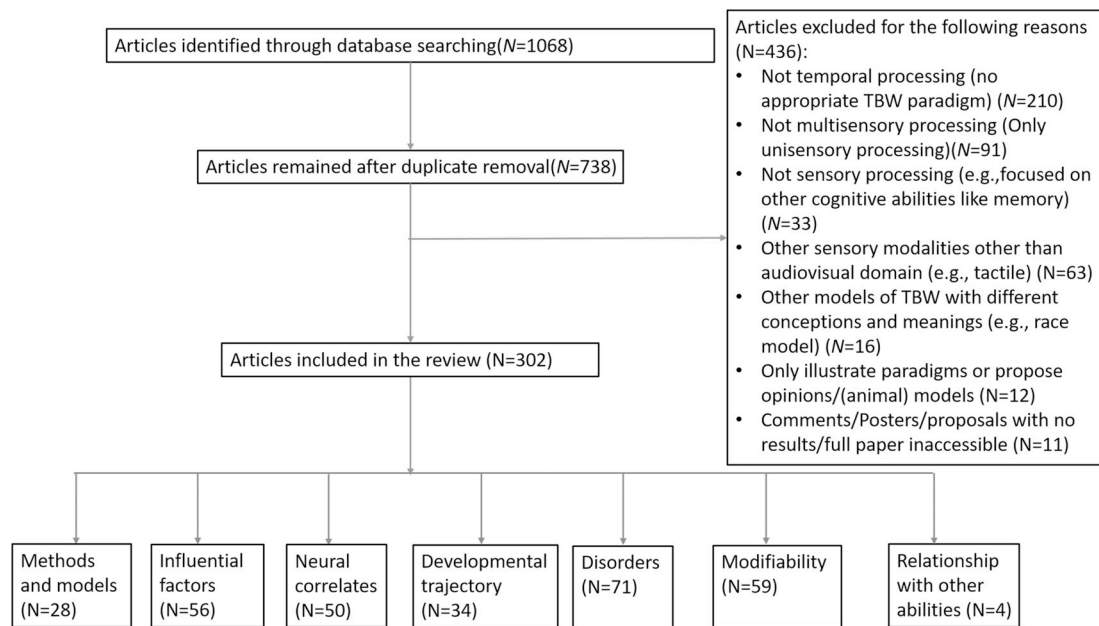 Articles identified through database searching(N=1068)
Articles remained after duplicate removal(N=738)
Articles excluded for the following reasons
(N=436):
• Not temporal processing (no
appropriate TBW paradigm) (N=210)
• Not multisensory processing (Only
unisensory processing)(N=91)
• Not sensory processing (e.g.,focused on
other cognitive abilities like memory)
(N=33)
• Other sensory modalities other than
audiovisual domain (e.g., tactile) (N=63)
• Other models of TBW with different
conceptions and meanings (e.g., race
model) (N=16)
• Only illustrate paradigms or propose
opinions/(animal) models (N=12)
• Comments/Posters/proposals with no
results/full paper inaccessible (N=11)
Articles included in the review (N=302)
Methods
and models
(N=28)
Influential
factors
(N=56)
Neural
correlates
(N=50)
Developmental
trajectory
(N=34)
Disorders
(N=71)
Modifiability
(N=59)
Relationship
with other
abilities (N=4)